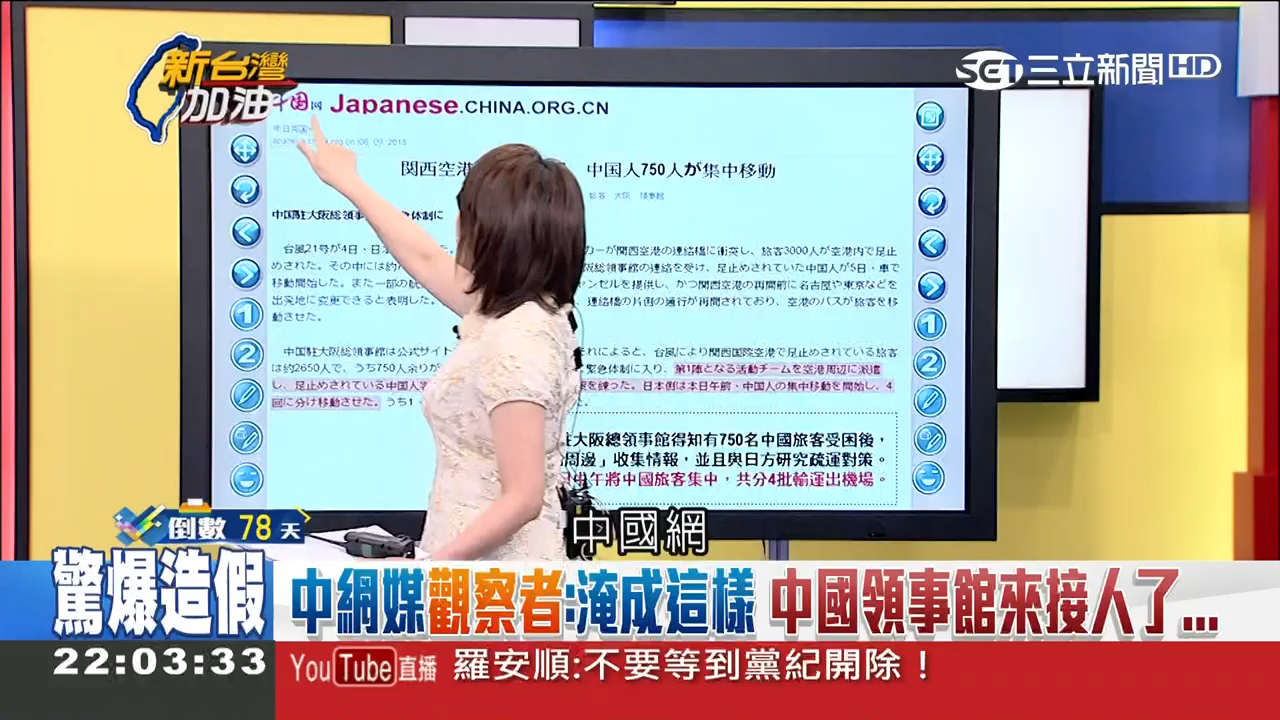 新台灣
加油
SET三立新聞HD
中国网 Japanese.CHINA.ORG.CN
関西空港 中国人750人が集中移動
中国駐大阪総領事 急体制に
台風21号が4日、日本 カーが関西空港の連絡橋に衝突し、旅客3000人が空港内で足止
めされた。その中には約7 阪総領事館の連絡を受け、足止めされていた中国人が5日、車で
移動開始した。また一部の航 ャンセルを提供し、かつ関西空港の再開前に名古屋や東京などを
出発地に変更できると表明した。 、連絡橋の片側の通行が再開されており、空港のバスが旅客を移
動させた。
中国駐大阪総領事館は公式サイト それによると、台風により関西国際空港で足止めされている旅客
は約2650人で、うち750人余りが 緊急体制に入り、第1陣となる活動チームを空港周辺に派遣
し、足止めされている中国人 策を練った。日本側は本日午前、中国人の集中移動を開始し、4
回に分け移動させた。うち1
駐大阪總領事館得知有750名中國旅客受困後，
周邊」收集情報，並且與日方研究疏運對策。
中午將中國旅客集中，共分4批輸運出機場。
倒數 78 天
中國網
驚爆造假
中網媒觀察者:淹成這樣 中國領事館來接人了...
22:03:33
YouTube直播 羅安順:不要等到黨紀開除！